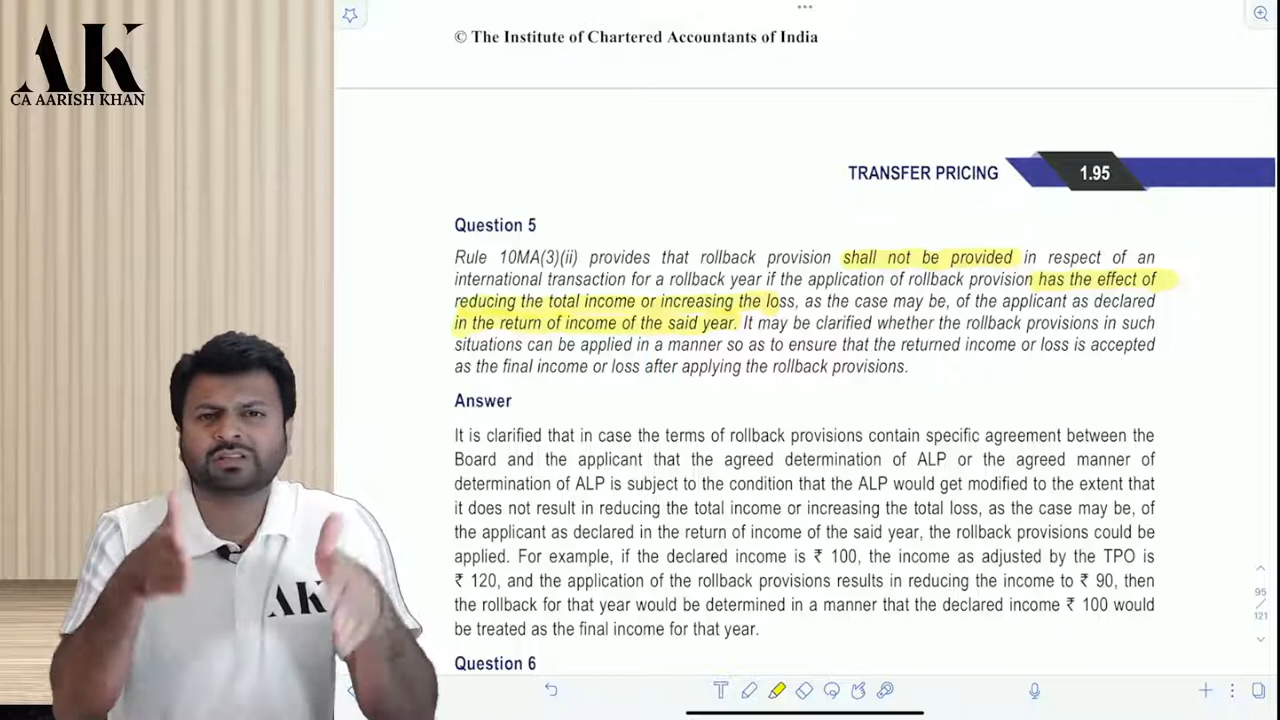 AK
CA AARISH KHAN
© The Institute of Chartered Accountants of India
TRANSFER PRICING 1.95
Question 5
Rule 10MA(3)(ii) provides that rollback provision shall not be provided in respect of an
international transaction for a rollback year if the application of rollback provision has the effect of
reducing the total income or increasing the loss, as the case may be, of the applicant as declared
in the return of income of the said year. It may be clarified whether the rollback provisions in such
situations can be applied in a manner so as to ensure that the returned income or loss is accepted
as the final income or loss after applying the rollback provisions.
Answer
It is clarified that in case the terms of rollback provisions contain specific agreement between the
Board and the applicant that the agreed determination of ALP or the agreed manner of
determination of ALP is subject to the condition that the ALP would get modified to the extent that
it does not result in reducing the total income or increasing the total loss, as the case may be, of
the applicant as declared in the return of income of the said year, the rollback provisions could be
applied. For example, if the declared income is ₹ 100, the income as adjusted by the TPO is
₹ 120, and the application of the rollback provisions results in reducing the income to ₹ 90, then
the rollback for that year would be determined in a manner that the declared income ₹ 100 would
be treated as the final income for that year.
Question 6
95
121
AK